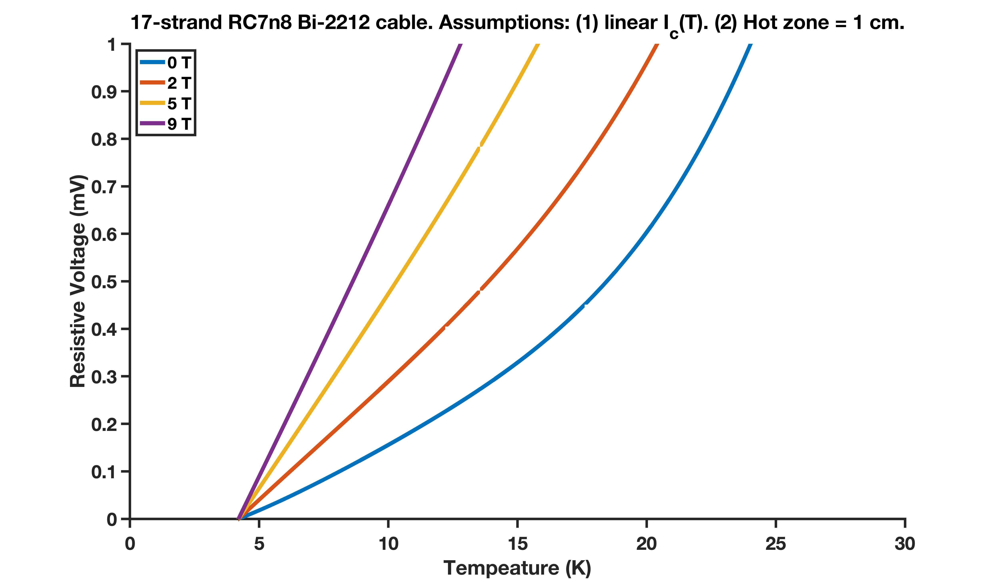 17-strand RC7n8 Bi-2212 cable. Assumptions: (1) linear Ic(T). (2) Hot zone = 1 cm.
1
0.9
0.8
0.7
0.6
0.5
0.4
0.3
0.2
0.1
0
Resistive Voltage (mV)
0 T
2 T
5 T
9 T
0 5 10 15 20 25 30
Tempeature (K)